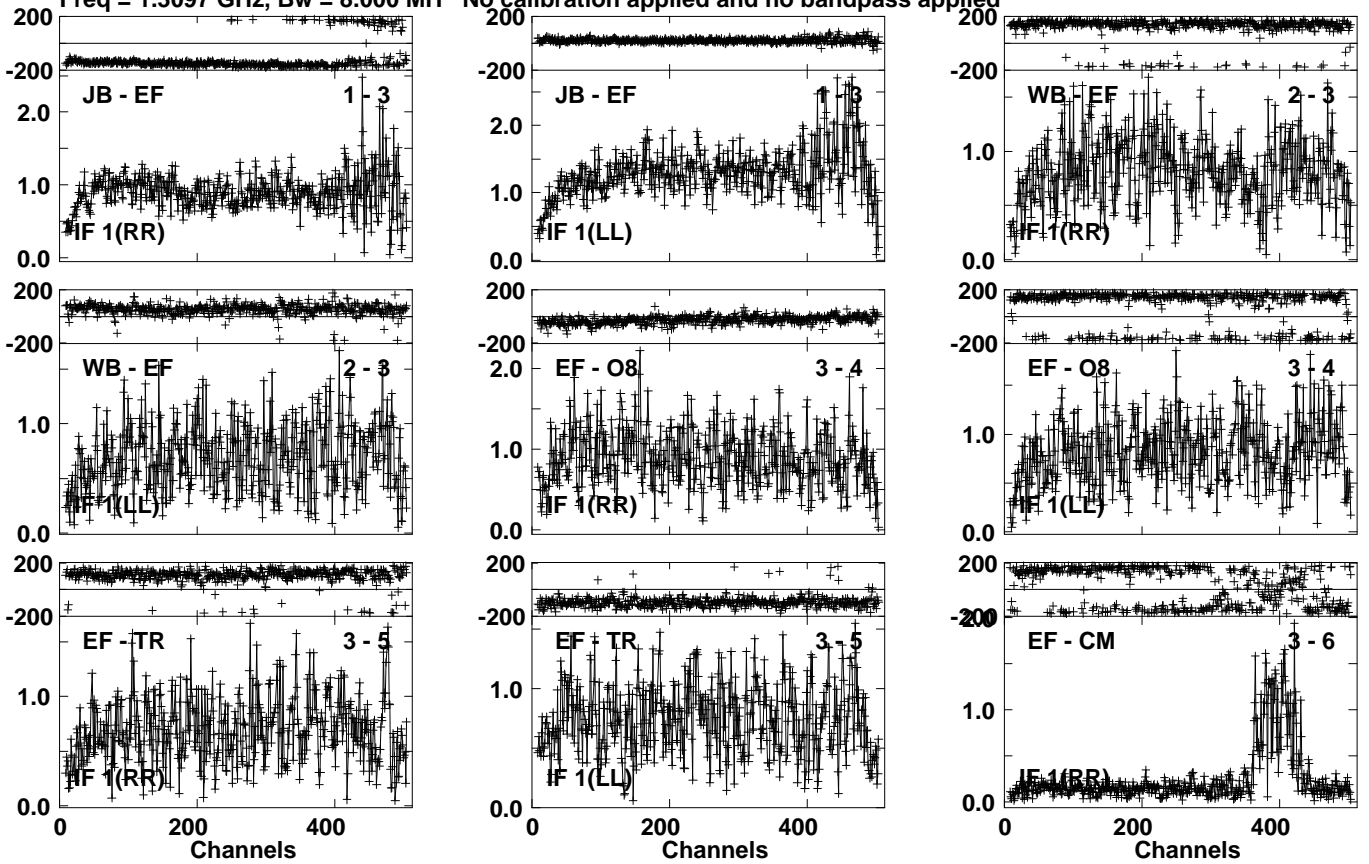 Freq = 1.3097 GHz, Bw = 8.000 MH No calibration applied and no bandpass applied
200
-200
JB - EF 1 - 3
2.0
1.0
0.0
IF 1(RR)
-200
JB - EF 1 - 3
2.0
1.0
0.0
IF 1(LL)
200
-200
WB - EF 2 - 3
1.0
0.0
IF 1(RR)
200
-200
WB - EF 2 - 3
1.0
0.0
IF 1(LL)
200
-200
EF - O8 3 - 4
2.0
1.0
0.0
IF 1(RR)
200
-200
EF - O8 3 - 4
1.0
0.0
IF 1(LL)
200
-200
EF - TR 3 - 5
1.0
0.0
IF 1(RR)
0 200 400
Channels
200
-200
EF - TR 3 - 5
1.0
0.0
IF 1(LL)
0 200 400
Channels
200
-200
2.0
EF - CM 3 - 6
1.0
0.0
IF 1(RR)
0 200 400
Channels